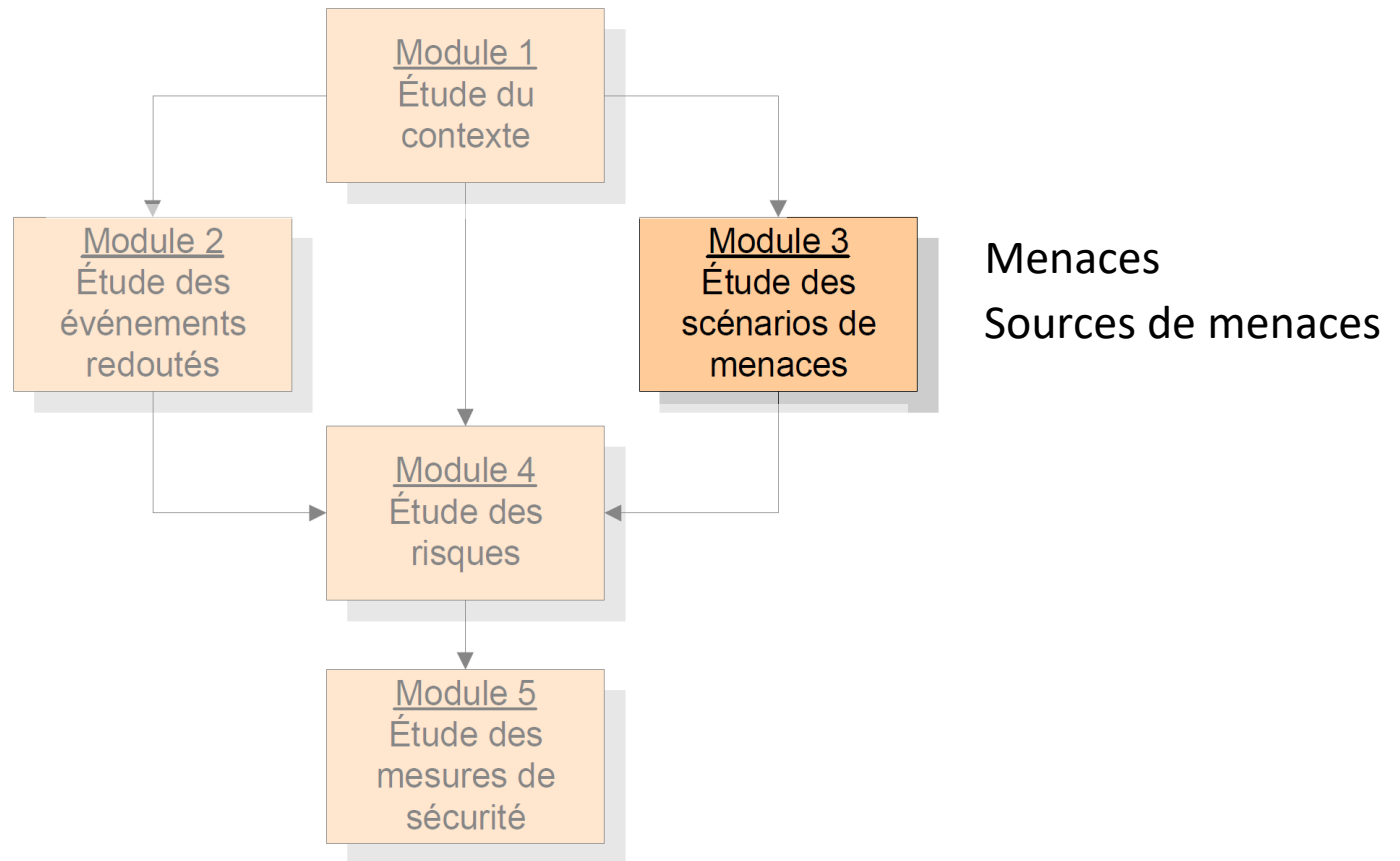 Module 1
Étude du
contexte
Module 2
Étude des
événements
redoutés
Module 3
Étude des
scénarios de
menaces
Menaces
Sources de menaces
Module 4
Étude des
risques
Module 5
Étude des
mesures de
sécurité